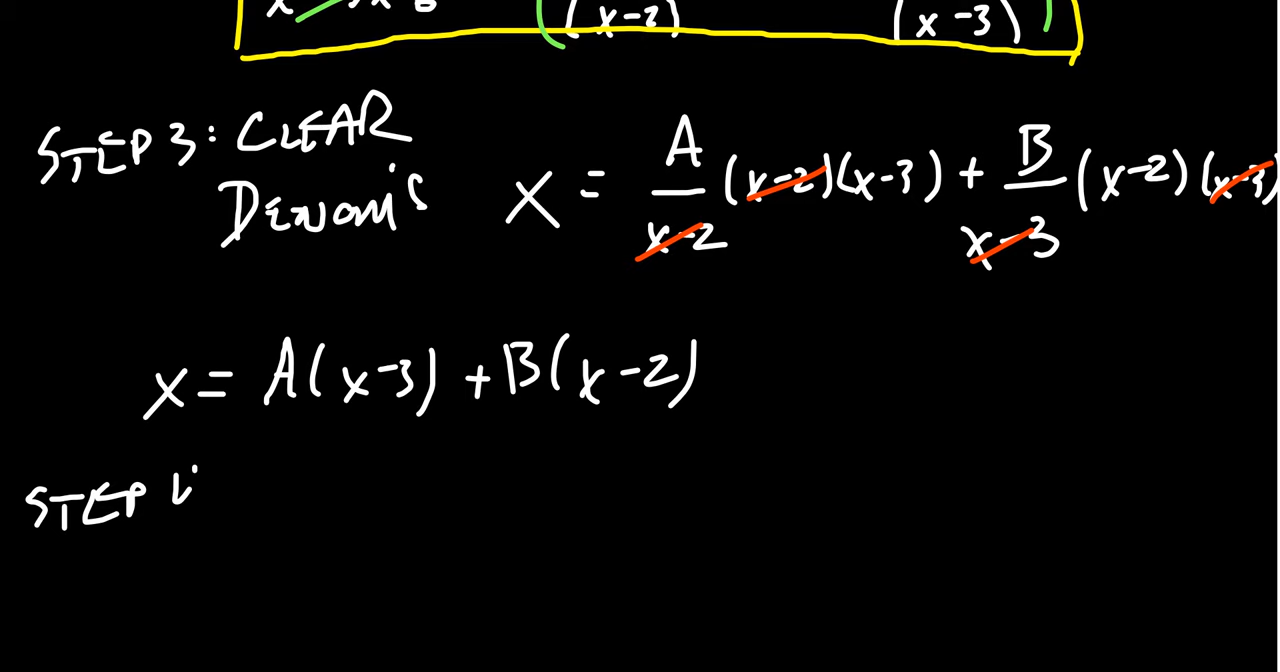 (x-2) (x-3)
STEP 3: CLEAR
DENOM'S
x = A/x-2 (x-2)(x-3) + B/x-3 (x-2)(x-3)
x = A(x-3) + B(x-2)
STEP